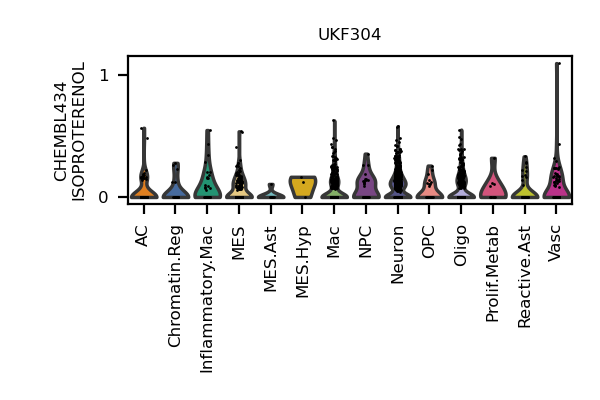 UKF304
CHEMBL434
ISOPROTERENOL
1
0
AC
Chromatin.Reg
Inflammatory.Mac
MES
MES.Ast
MES.Hyp
Mac
NPC
Neuron
OPC
Oligo
Prolif.Metab
Reactive.Ast
Vasc